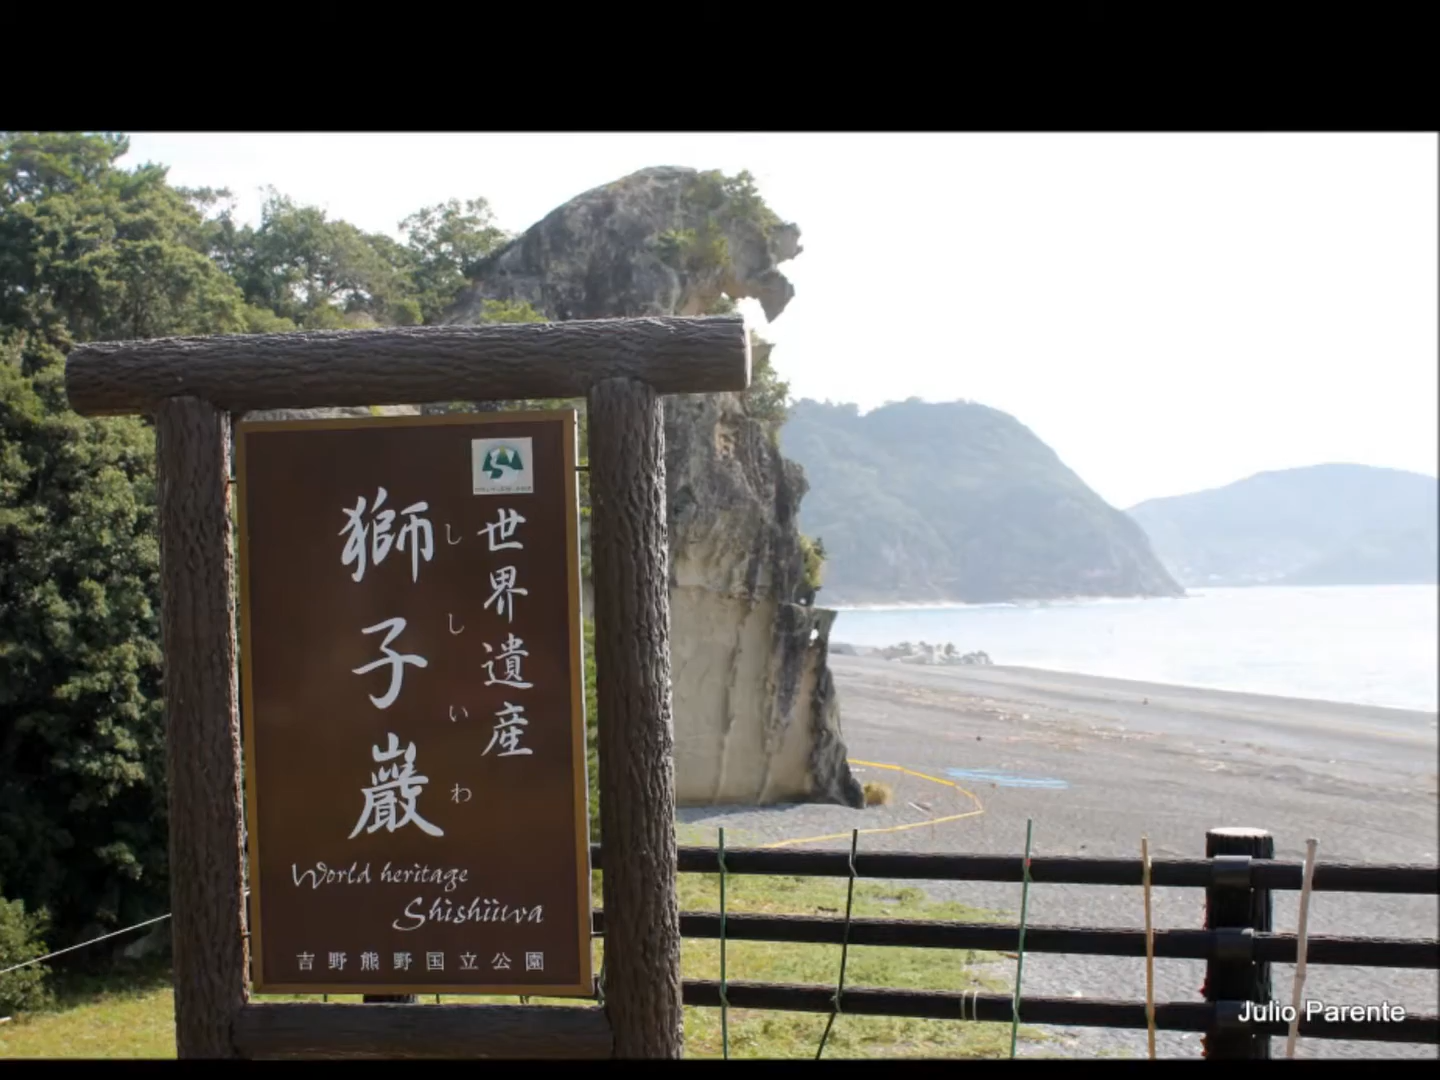 世界遺産
獅子巖
ししいわ
World heritage
Shishiiwa
吉野熊野国立公園
Julio Parente